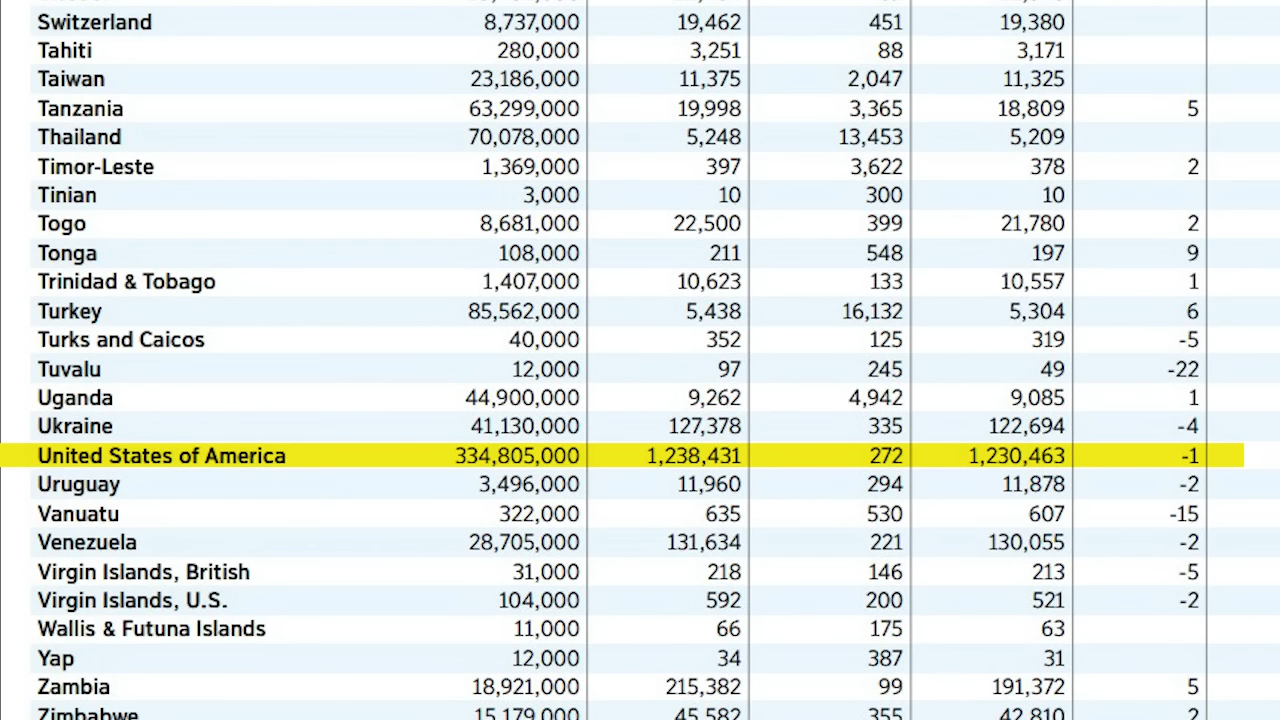 Switzerland 8,737,000 19,462 451 19,380
Tahiti 280,000 3,251 88 3,171
Taiwan 23,186,000 11,375 2,047 11,325
Tanzania 63,299,000 19,998 3,365 18,809 5
Thailand 70,078,000 5,248 13,453 5,209
Timor-Leste 1,369,000 397 3,622 378 2
Tinian 3,000 10 300 10
Togo 8,681,000 22,500 399 21,780 2
Tonga 108,000 211 548 197 9
Trinidad & Tobago 1,407,000 10,623 133 10,557 1
Turkey 85,562,000 5,438 16,132 5,304 6
Turks and Caicos 40,000 352 125 319 -5
Tuvalu 12,000 97 245 49 -22
Uganda 44,900,000 9,262 4,942 9,085 1
Ukraine 41,130,000 127,378 335 122,694 -4
United States of America 334,805,000 1,238,431 272 1,230,463 -1
Uruguay 3,496,000 11,960 294 11,878 -2
Vanuatu 322,000 635 530 607 -15
Venezuela 28,705,000 131,634 221 130,055 -2
Virgin Islands, British 31,000 218 146 213 -5
Virgin Islands, U.S. 104,000 592 200 521 -2
Wallis & Futuna Islands 11,000 66 175 63
Yap 12,000 34 387 31
Zambia 18,921,000 215,382 99 191,372 5
Zimbabwe 15,179,000 45,582 355 42,810 2